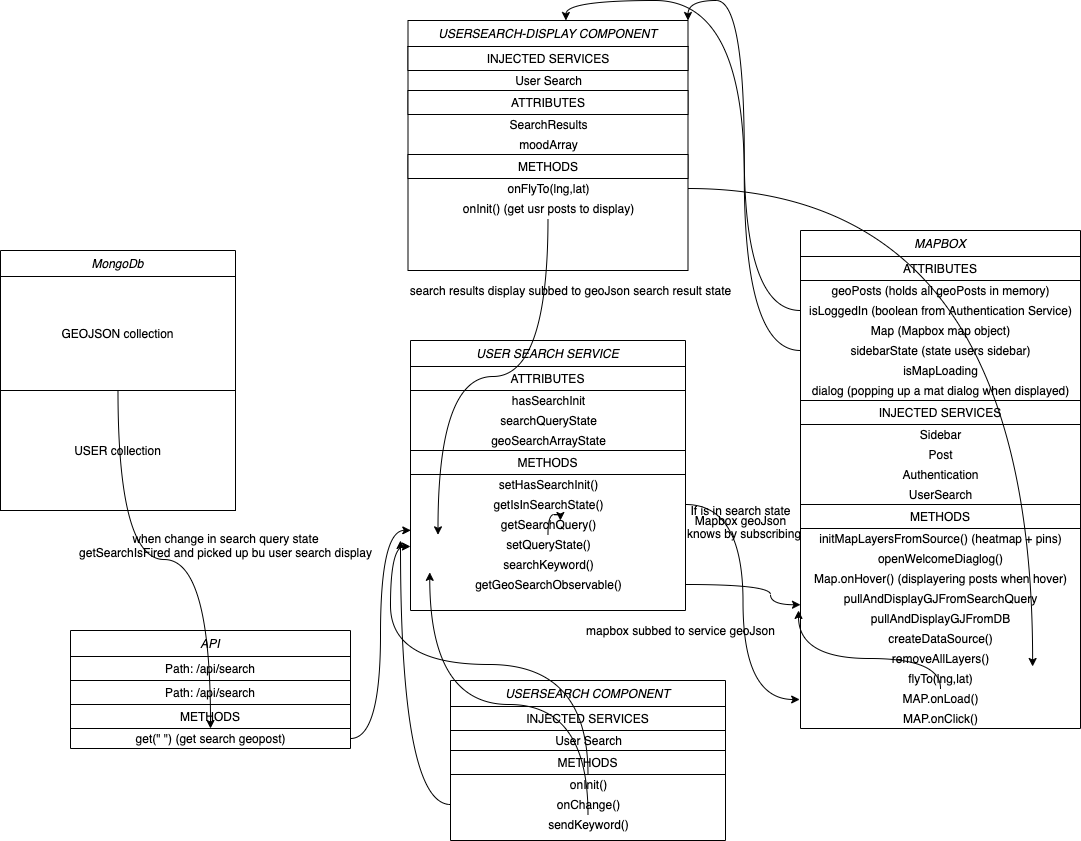 USERSEARCH-DISPLAY COMPONENT
INJECTED SERVICES
User Search
ATTRIBUTES
SearchResults
moodArray
METHODS
onFlyTo(lng,lat)
onInit() (get usr posts to display)
search results display subbed to geoJson search result state
MongoDb
GEOJSON collection
USER collection
when change in search query state
getSearchIsFired and picked up bu user search display
API
Path: /api/search
Path: /api/search
METHODS
get(" ") (get search geopost)
USER SEARCH SERVICE
ATTRIBUTES
hasSearchInit
searchQueryState
geoSearchArrayState
METHODS
setHasSearchInit()
getIsInSearchState()
getSearchQuery()
setQueryState()
searchKeyword()
getGeoSearchObservable()
If is in search state
Mapbox geoJson
knows by subscribing
mapbox subbed to service geoJson
USERSEARCH COMPONENT
INJECTED SERVICES
User Search
METHODS
onInit()
onChange()
sendKeyword()
MAPBOX
ATTRIBUTES
geoPosts (holds all geoPosts in memory)
isLoggedIn (boolean from Authentication Service)
Map (Mapbox map object)
sidebarState (state users sidebar)
isMapLoading
dialog (popping up a mat dialog when displayed)
INJECTED SERVICES
Sidebar
Post
Authentication
UserSearch
METHODS
initMapLayersFromSource() (heatmap + pins)
openWelcomeDiaglog()
Map.onHover() (displayering posts when hover)
pullAndDisplayGJFromSearchQuery
pullAndDisplayGJFromDB
createDataSource()
removeAllLayers()
flyTo(lng,lat)
MAP.onLoad()
MAP.onClick()